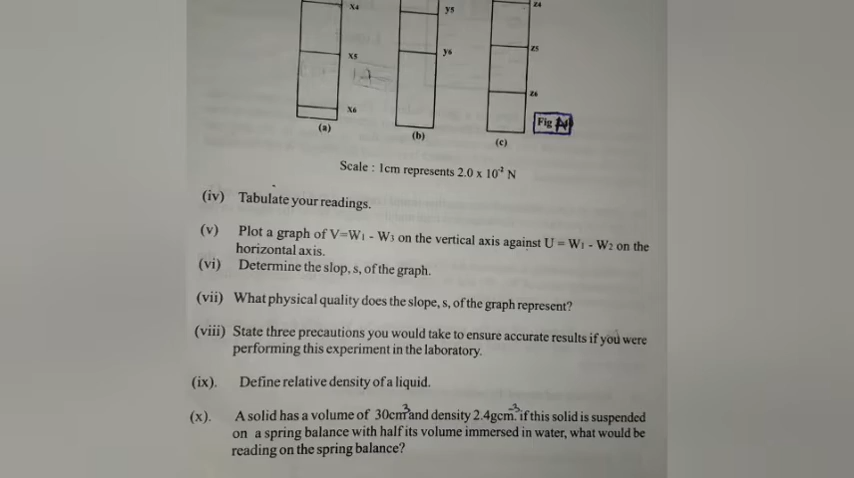 X4 y5 Z4
X5 y6 Z5
X6 Z6
(a) (b) (c) Fig
Scale : 1cm represents 2.0 x 10⁻² N
(iv) Tabulate your readings.
(v) Plot a graph of V=W1 - W3 on the vertical axis against U = W1 - W2 on the
horizontal axis.
(vi) Determine the slop, s, of the graph.
(vii) What physical quality does the slope, s, of the graph represent?
(viii) State three precautions you would take to ensure accurate results if you were
performing this experiment in the laboratory.
(ix). Define relative density of a liquid.
(x). A solid has a volume of 30cm³ and density 2.4gcm⁻³. if this solid is suspended
on a spring balance with half its volume immersed in water, what would be
reading on the spring balance?